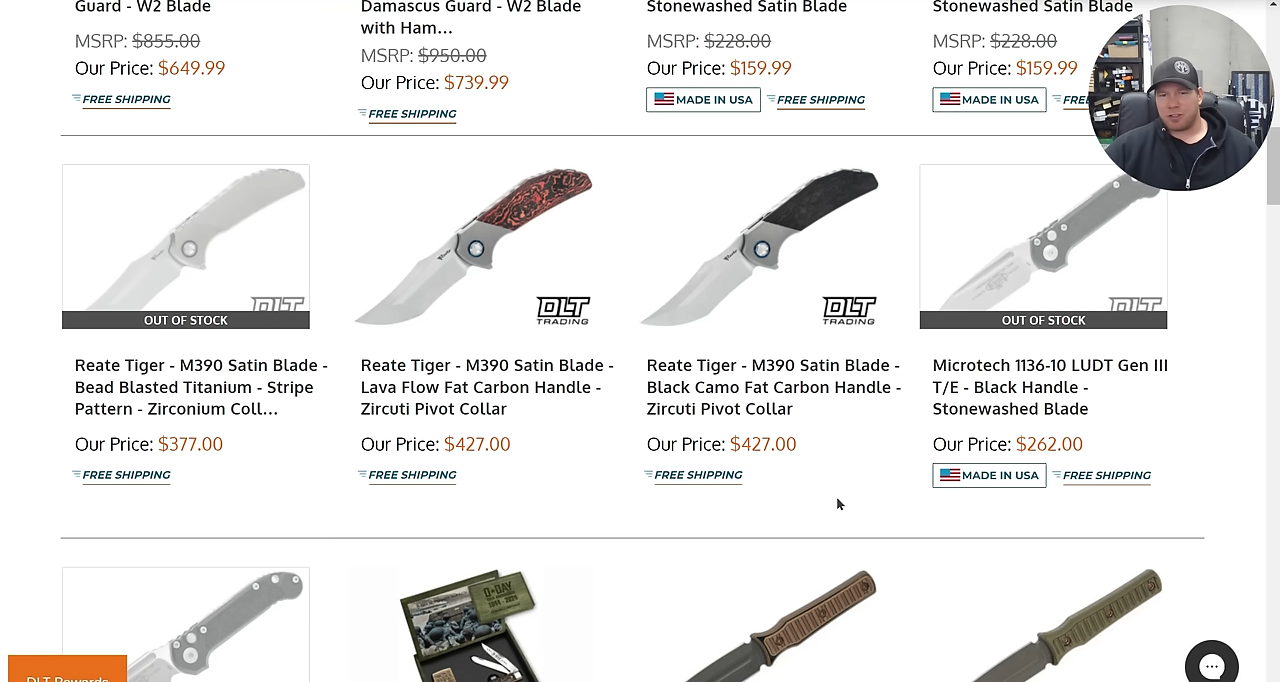 Guard - W2 Blade
MSRP: $855.00
Our Price: $649.99
FREE SHIPPING
Damascus Guard - W2 Blade
with Ham...
MSRP: $950.00
Our Price: $739.99
FREE SHIPPING
Stonewashed Satin Blade
MSRP: $228.00
Our Price: $159.99
MADE IN USA FREE SHIPPING
Stonewashed Satin Blade
MSRP: $228.00
Our Price: $159.99
MADE IN USA FREE
OUT OF STOCK
Reate Tiger - M390 Satin Blade -
Bead Blasted Titanium - Stripe
Pattern - Zirconium Coll...
Our Price: $377.00
FREE SHIPPING
DLT
TRADING
Reate Tiger - M390 Satin Blade -
Lava Flow Fat Carbon Handle -
Zircuti Pivot Collar
Our Price: $427.00
FREE SHIPPING
DLT
TRADING
Reate Tiger - M390 Satin Blade -
Black Camo Fat Carbon Handle -
Zircuti Pivot Collar
Our Price: $427.00
FREE SHIPPING
DLT
OUT OF STOCK
Microtech 1136-10 LUDT Gen III
T/E - Black Handle -
Stonewashed Blade
Our Price: $262.00
MADE IN USA FREE SHIPPING
D-DAY
DLT Rewards